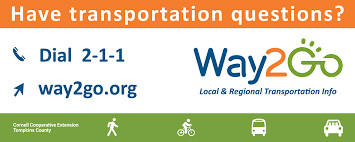 Have transportation questions?
Dial 2-1-1
way2go.org
Way2Go
Local & Regional Transportation Info
Cornell Cooperative Extension
Tompkins County